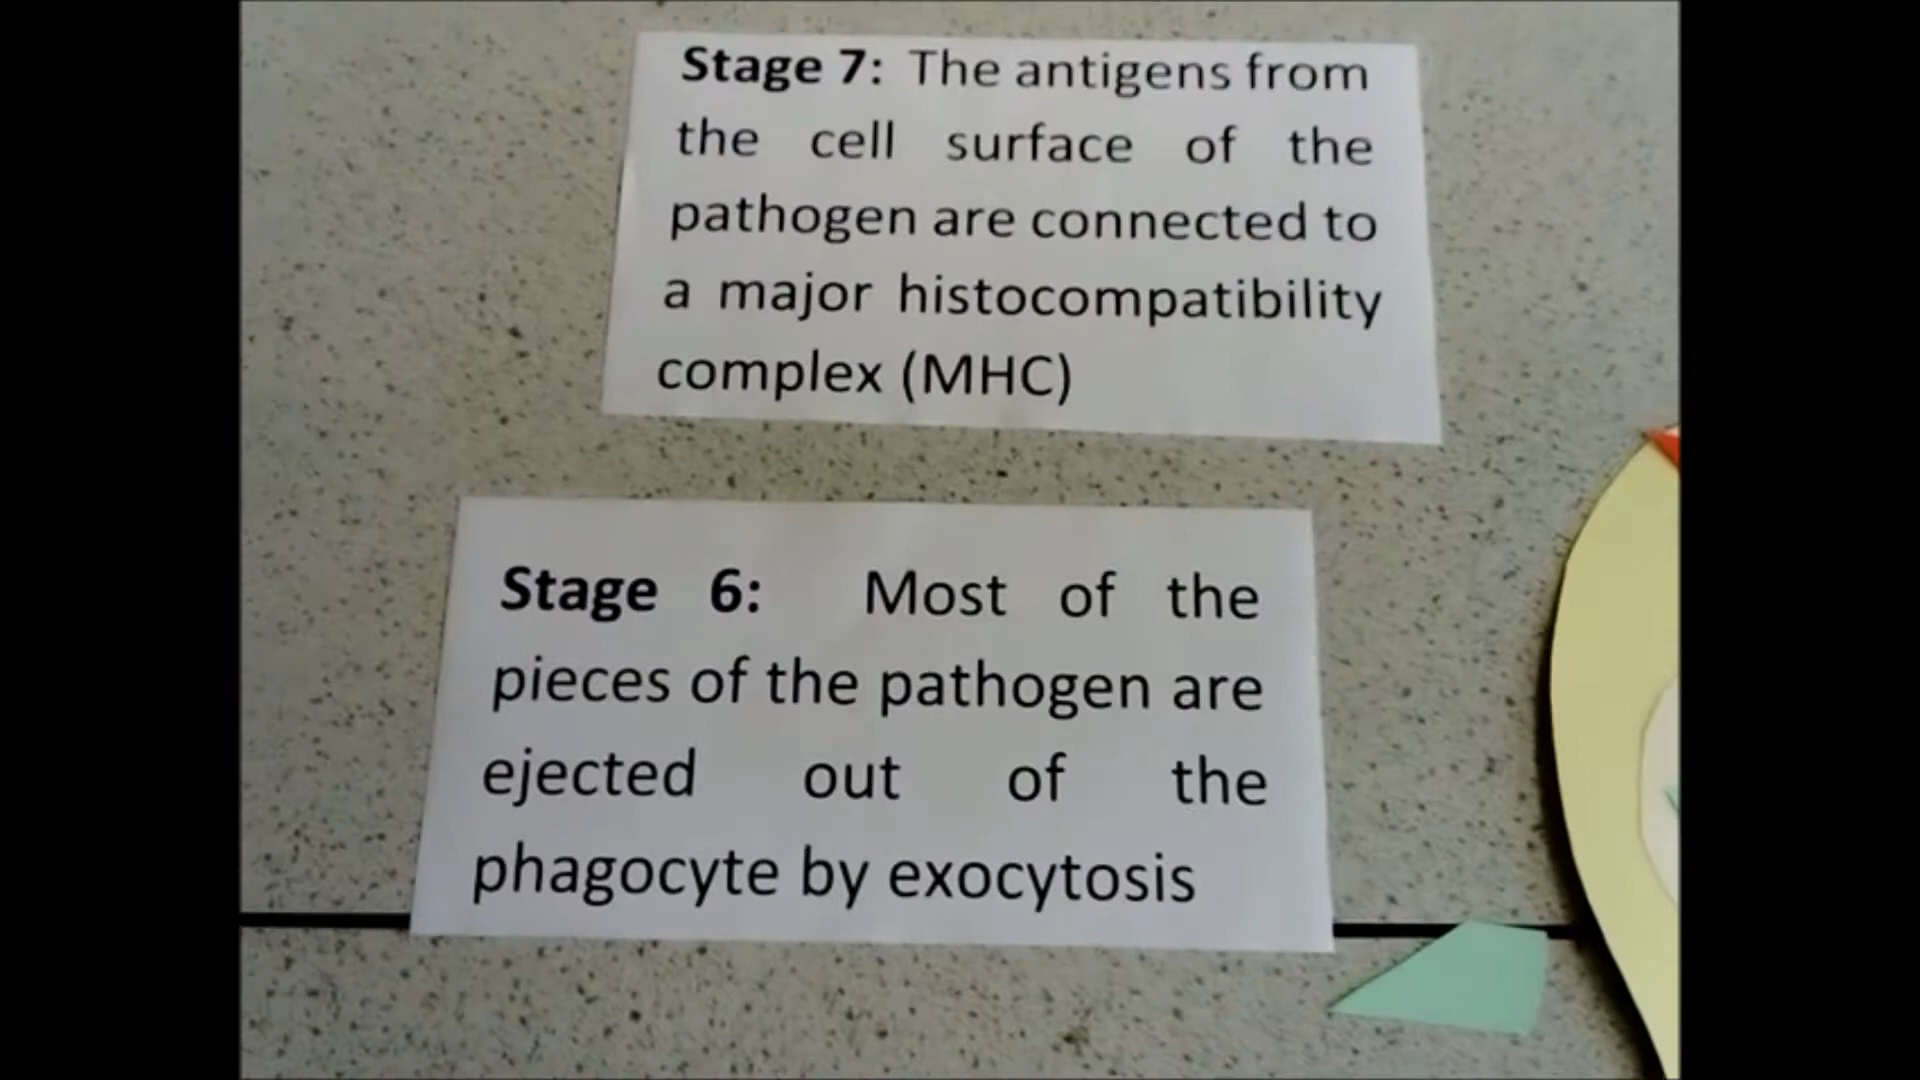 Stage 7: The antigens from
the cell surface of the
pathogen are connected to
a major histocompatibility
complex (MHC)
Stage 6: Most of the
pieces of the pathogen are
ejected out of the
phagocyte by exocytosis